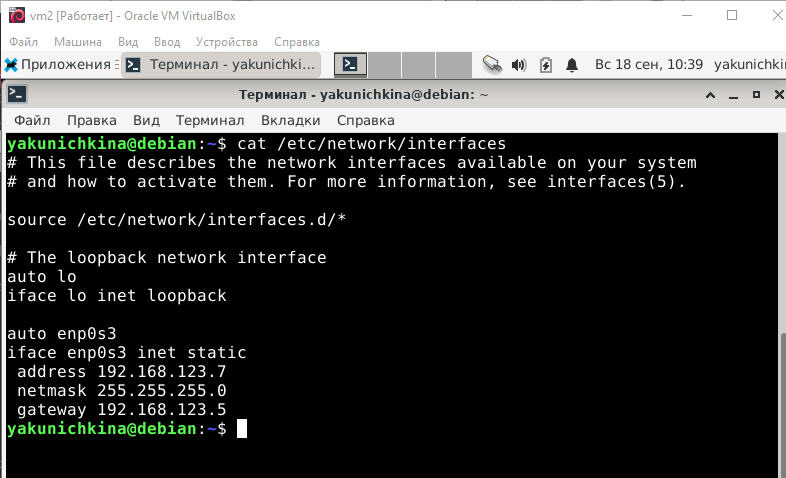 vm2 [Работает] - Oracle VM VirtualBox
Файл Машина Вид Ввод Устройства Справка
Приложения Терминал - yakunichki... Вс 18 сен, 10:39 yakunichki
Терминал - yakunichkina@debian: ~
Файл Правка Вид Терминал Вкладки Справка
yakunichkina@debian:~$ cat /etc/network/interfaces
# This file describes the network interfaces available on your system
# and how to activate them. For more information, see interfaces(5).
source /etc/network/interfaces.d/*
# The loopback network interface
auto lo
iface lo inet loopback
auto enp0s3
iface enp0s3 inet static
address 192.168.123.7
netmask 255.255.255.0
gateway 192.168.123.5
yakunichkina@debian:~$